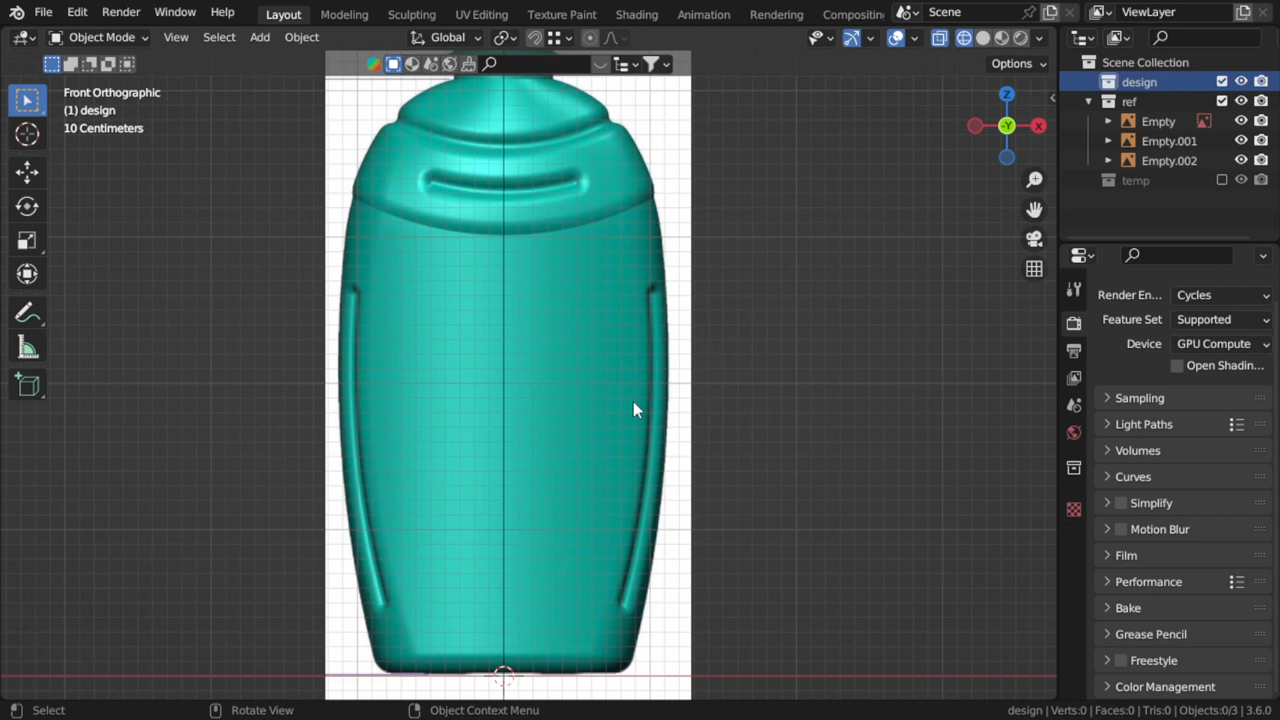 File Edit Render Window Help Layout Modeling Sculpting UV Editing Texture Paint Shading Animation Rendering Compositing Scene ViewLayer
Object Mode View Select Add Object Global
Options
Front Orthographic
(1) design
10 Centimeters
Z
-Y
X
Scene Collection
design
ref
Empty
Empty.001
Empty.002
temp
Render En... Cycles
Feature Set Supported
Device GPU Compute
Open Shadin...
Sampling
Light Paths
Volumes
Curves
Simplify
Motion Blur
Film
Performance
Bake
Grease Pencil
Freestyle
Color Management
Select Rotate View Object Context Menu design | Verts:0 | Faces:0 | Tris:0 | Objects:0/3 | 3.6.0